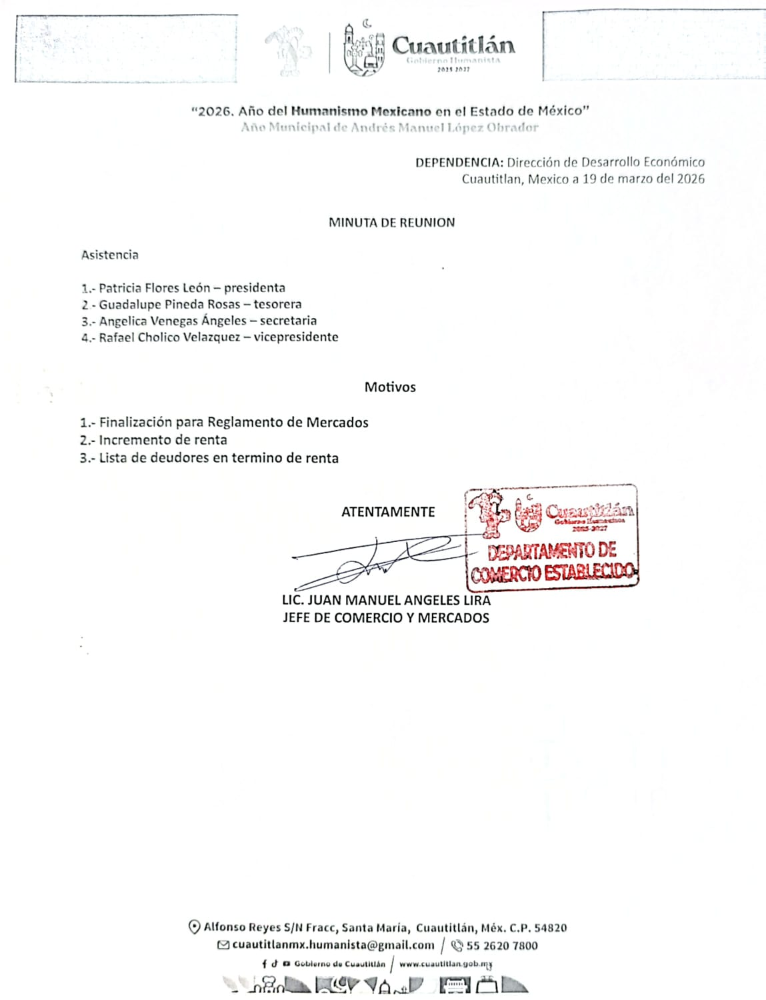 Cuautitlán
Gobierno Humanista
2025-2027
“2026. Año del Humanismo Mexicano en el Estado de México”
Año Municipal de Andrés Manuel López Obrador
DEPENDENCIA: Dirección de Desarrollo Económico
Cuautitlan, Mexico a 19 de marzo del 2026
MINUTA DE REUNION
Asistencia
1.- Patricia Flores León – presidenta
2.- Guadalupe Pineda Rosas – tesorera
3.- Angelica Venegas Ángeles – secretaria
4.- Rafael Cholico Velazquez – vicepresidente
Motivos
1.- Finalización para Reglamento de Mercados
2.- Incremento de renta
3.- Lista de deudores en termino de renta
ATENTAMENTE
Cuautitlán
Gobierno Humanista
2025-2027
DEPARTAMENTO DE
COMERCIO ESTABLECIDO
LIC. JUAN MANUEL ANGELES LIRA
JEFE DE COMERCIO Y MERCADOS
Alfonso Reyes S/N Fracc, Santa María, Cuautitlán, Méx. C.P. 54820
cuautitlanmx.humanista@gmail.com / 55 2620 7800
Gobierno de Cuautitlán / www.cuautitlan.gob.mx